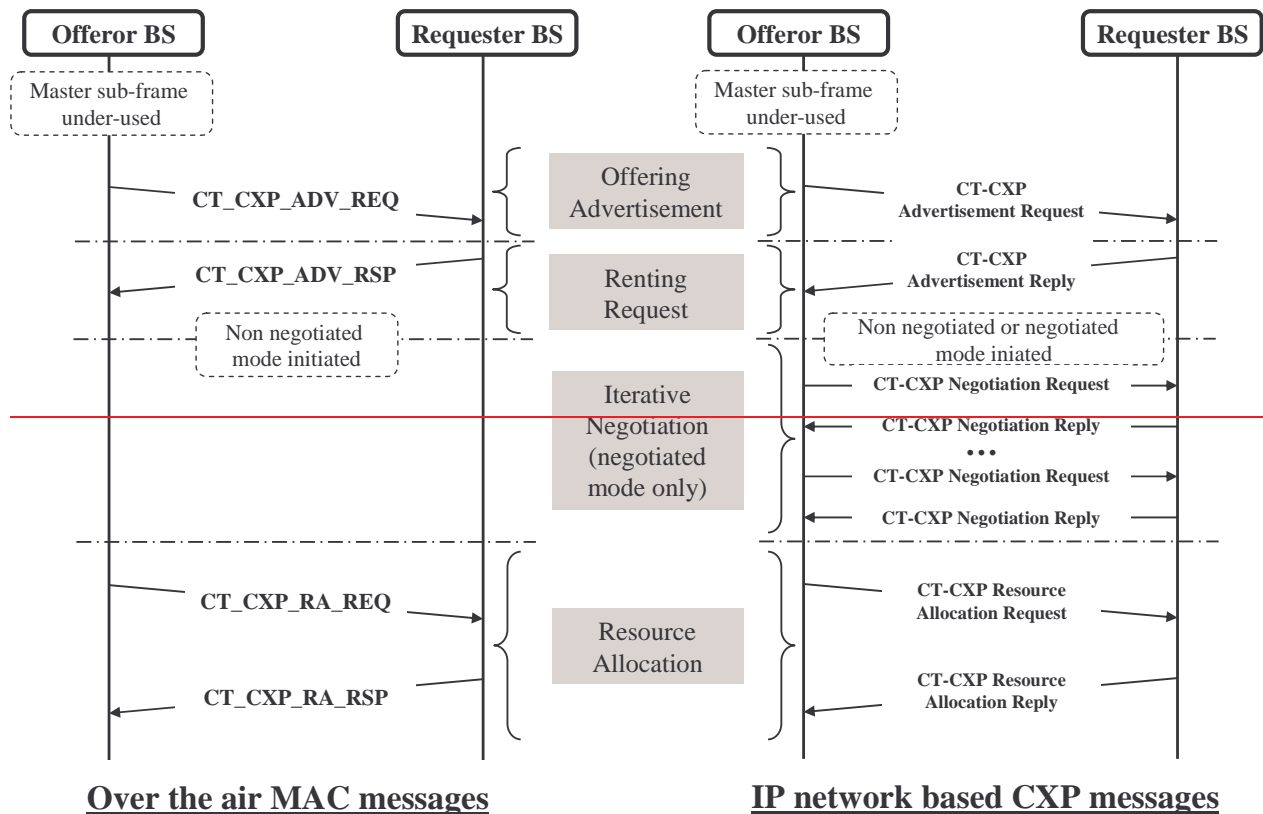 Offeror BS
Requester BS
Offeror BS
Requester BS
Master sub-frame
under-used
Master sub-frame
under-used
CT_CXP_ADV_REQ
Offering
Advertisement
CT-CXP
Advertisement Request
CT_CXP_ADV_RSP
Renting
Request
CT-CXP
Advertisement Reply
Non negotiated
mode initiated
Non negotiated or negotiated
mode iniated
Iterative
Negotiation
(negotiated
mode only)
CT-CXP Negotiation Request
CT-CXP Negotiation Reply
...
CT-CXP Negotiation Request
CT-CXP Negotiation Reply
CT_CXP_RA_REQ
CT_CXP_RA_RSP
Resource
Allocation
CT-CXP Resource
Allocation Request
CT-CXP Resource
Allocation Reply
Over the air MAC messages
IP network based CXP messages